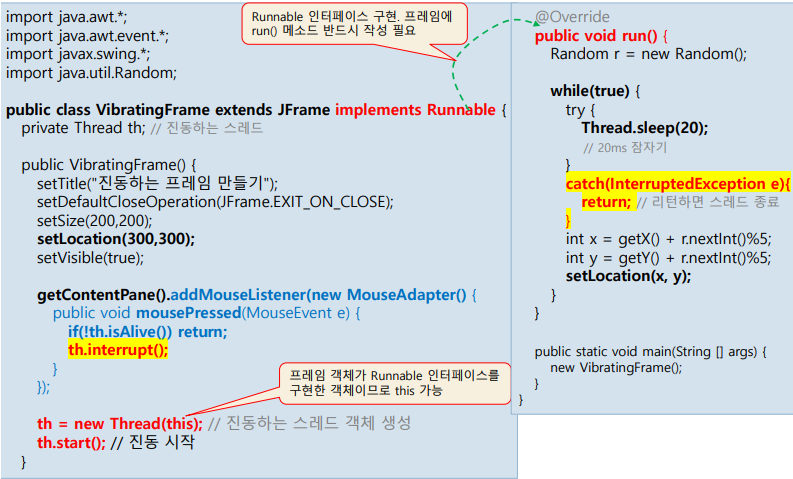 import java.awt.*;
import java.awt.event.*;
import javax.swing.*;
import java.util.Random;
Runnable 인터페이스 구현. 프레임에
run() 메소드 반드시 작성 필요
public class VibratingFrame extends JFrame implements Runnable {
private Thread th; // 진동하는 스레드
public VibratingFrame() {
setTitle("진동하는 프레임 만들기");
setDefaultCloseOperation(JFrame.EXIT_ON_CLOSE);
setSize(200,200);
setLocation(300,300);
setVisible(true);
getContentPane().addMouseListener(new MouseAdapter() {
public void mousePressed(MouseEvent e) {
if(!th.isAlive()) return;
th.interrupt();
}
});
프레임 객체가 Runnable 인터페이스를
구현한 객체이므로 this 가능
th = new Thread(this); // 진동하는 스레드 객체 생성
th.start(); // 진동 시작
}
@Override
public void run() {
Random r = new Random();
while(true) {
try {
Thread.sleep(20);
// 20ms 잠자기
}
catch(InterruptedException e){
return; // 리턴하면 스레드 종료
}
int x = getX() + r.nextInt()%5;
int y = getY() + r.nextInt()%5;
setLocation(x, y);
}
}
public static void main(String [] args) {
new VibratingFrame();
}
}